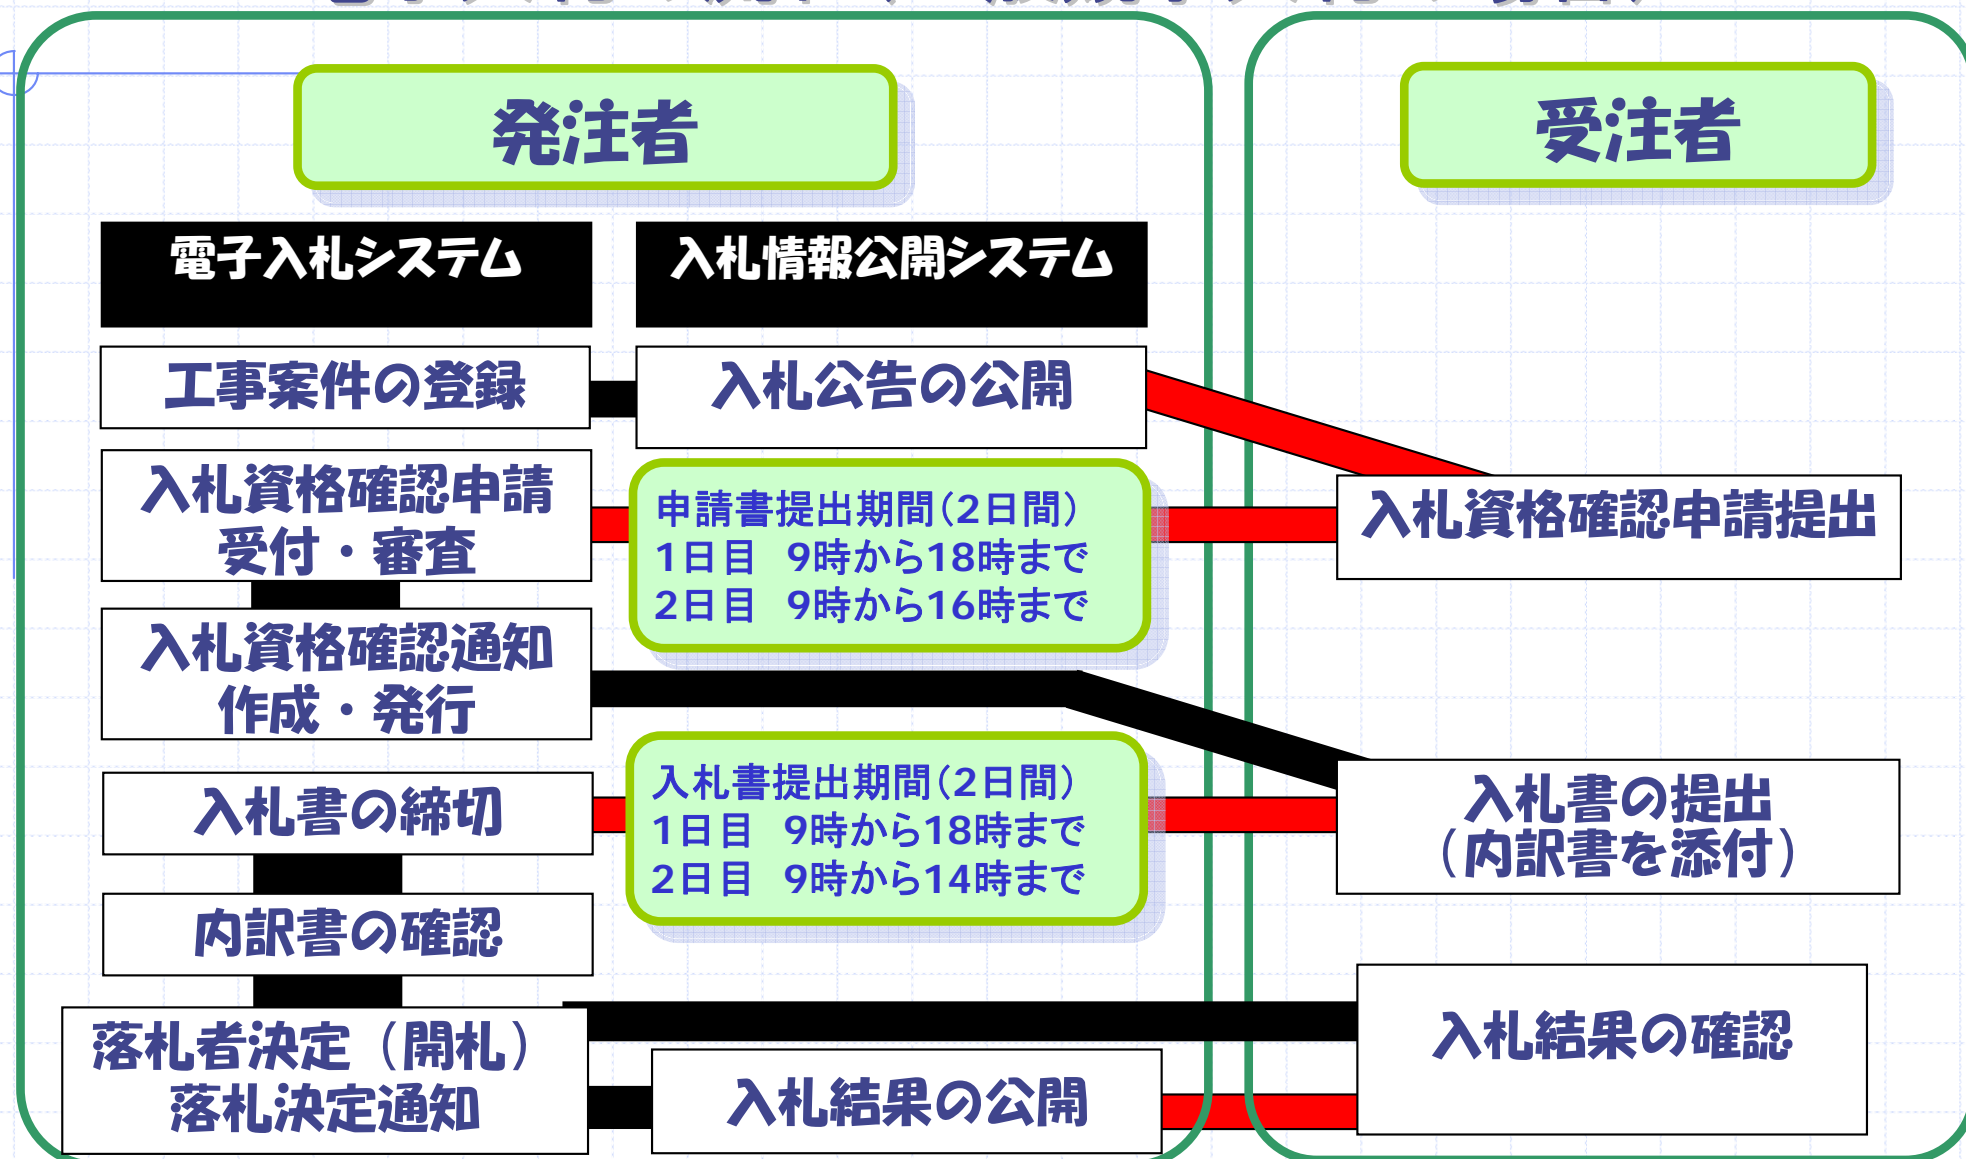 発注者
受注者
電子入札システム
入札情報公開システム
工事案件の登録
入札公告の公開
入札資格確認申請
受付・審査
申請書提出期間(2日間)
1日目　9時から18時まで
2日目　9時から16時まで
入札資格確認申請提出
入札資格確認通知
作成・発行
入札書の締切
入札書提出期間(2日間)
1日目　9時から18時まで
2日目　9時から14時まで
入札書の提出
（内訳書を添付）
内訳書の確認
落札者決定（開札）
落札決定通知
入札結果の公開
入札結果の確認